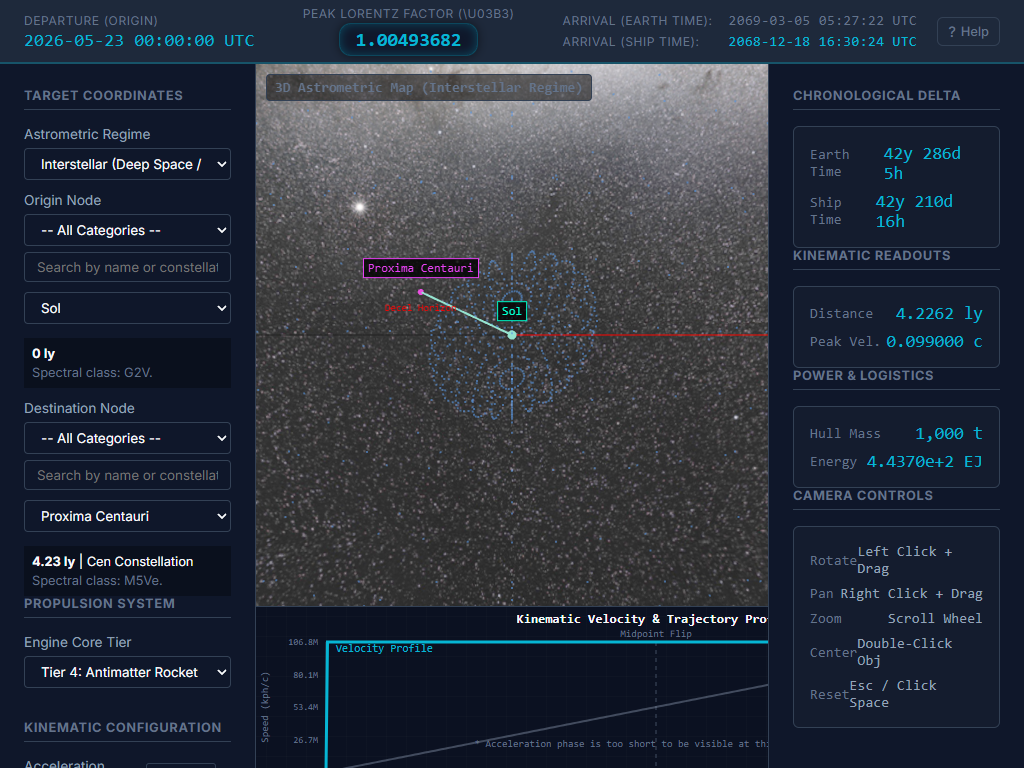 DEPARTURE (ORIGIN)
2026-05-23 00:00:00 UTC
PEAK LORENTZ FACTOR (\U03B3)
1.00493682
ARRIVAL (EARTH TIME): 2069-03-05 05:27:22 UTC
ARRIVAL (SHIP TIME): 2068-12-18 16:30:24 UTC
? Help
TARGET COORDINATES
Astrometric Regime
Interstellar (Deep Space /
Origin Node
-- All Categories --
Search by name or constellat
Sol
0 ly
Spectral class: G2V.
Destination Node
-- All Categories --
Search by name or constellat
Proxima Centauri
4.23 ly | Cen Constellation
Spectral class: M5Ve.
PROPULSION SYSTEM
Engine Core Tier
Tier 4: Antimatter Rocket
KINEMATIC CONFIGURATION
Acceleration
3D Astrometric Map (Interstellar Regime)
Proxima Centauri
Sol
Kinematic Velocity & Trajectory Pro
Midpoint Flip
106.8M
Velocity Profile
80.1M
53.4M
26.7M
Speed (kph/c)
Acceleration phase is too short to be visible at thi
CHRONOLOGICAL DELTA
Earth Time 42y 286d 5h
Ship Time 42y 210d 16h
KINEMATIC READOUTS
Distance 4.2262 ly
Peak Vel. 0.099000 c
POWER & LOGISTICS
Hull Mass 1,000 t
Energy 4.4370e+2 EJ
CAMERA CONTROLS
Rotate Left Click + Drag
Pan Right Click + Drag
Zoom Scroll Wheel
Center Double-Click Obj
Reset Esc / Click Space